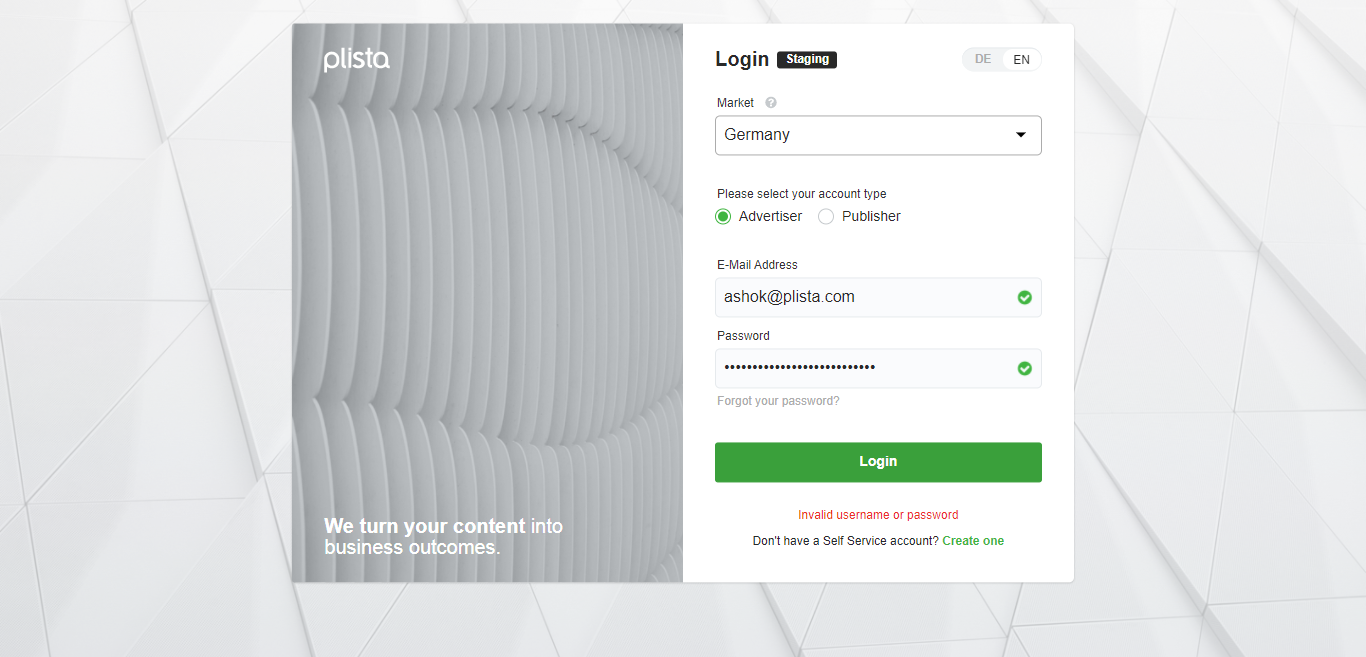 plista
We turn your content into
business outcomes.
Login Staging
DE EN
Market ?
Germany
Please select your account type
Advertiser Publisher
E-Mail Address
ashok@plista.com
Password
•••••••••••••••••••••••••••
Forgot your password?
Login
Invalid username or password
Don't have a Self Service account? Create one